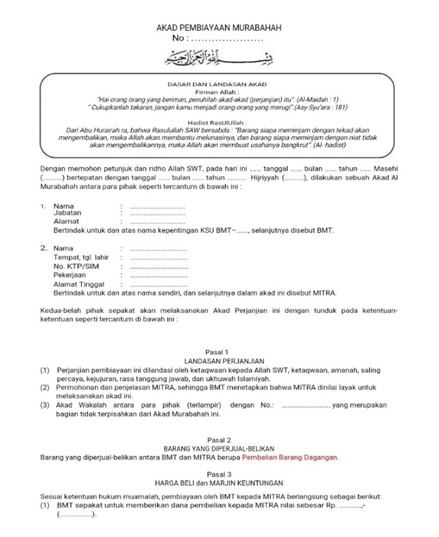 AKAD PEMBIAYAAN MURABAHAH
No : ...................
DASAR DAN LANDASAN AKAD
Firman Allah :
"Hai orang orang yang beriman, penuhilah akad-akad (perjanjian) itu". (Al-Maidah : 1)
" Cukupkanlah takaran, jangan kamu menjadi orang-orang yang merugi".(Asy-Syu'ara : 181)
Hadist RasUlUllah :
Dari Abu Hurairah ra, bahwa Rasulullah SAW bersabda : "Barang siapa meminjam dengan tekad akan
mengembalikan, maka Allah akan membantu melunasinya, dan barang siapa meminjam dengan niat tidak
akan mengembalikannya, maka Allah akan membuat usahanya bangkrut". (Al- hadist)
Dengan memohon petunjuk dan ridho Allah SWT, pada hari ini ....., tanggal ...... bulan ...... tahun ...... Masehi
(..........) bertepatan dengan tanggal ...... bulan ...... tahun .......... Hijriyyah (..........), dilakukan sebuah Akad Al
Murabahah antara para pihak seperti tercantum di bawah ini :
1. Nama : ........................
Jabatan : ........................
Alamat : ........................
Bertindak untuk dan atas nama kepentingan KSU BMT–......, selanjutnya disebut BMT.
2. Nama : ........................
Tempat, tgl. lahir : ........................
No. KTP/SIM : ........................
Pekerjaan : ........................
Alamat Tinggal : ........................
Bertindak untuk dan atas nama sendiri, dan selanjutnya dalam akad ini disebut MITRA.
Kedua-belah pihak sepakat akan melaksanakan Akad Perjanjian ini dengan tunduk pada ketentuan-
ketentuan seperti tercantum di bawah ini :
Pasal 1
LANDASAN PERJANJIAN
(1) Perjanjian pembiayaan ini dilandasi oleh ketaqwaan kepada Allah SWT, ketaqwaan, amanah, saling
percaya, kejujuran, rasa tanggung jawab, dan ukhuwah Islamiyah.
(2) Permohonan dan penjelasan MITRA, sehingga BMT menetapkan bahwa MITRA dinilai layak untuk
melaksanakan akad ini.
(3) Akad Wakalah antara para pihak (terlampir) dengan No.: .................... yang merupakan
bagian tidak terpisahkan dari Akad Murabahah ini.
Pasal 2
BARANG YANG DIPERJUAL-BELIKAN
Barang yang diperjual-belikan antara BMT dan MITRA berupa Pembelian Barang Dagangan.
Pasal 3
HARGA BELI dan MARJIN KEUNTUNGAN
Sesuai ketentuan hukum muamalah, pembiayaan oleh BMT kepada MITRA berlangsung sebagai berikut:
(1) BMT sepakat untuk memberikan dana pembelian kepada MITRA nilai sebesar Rp. ...........,-
(................).